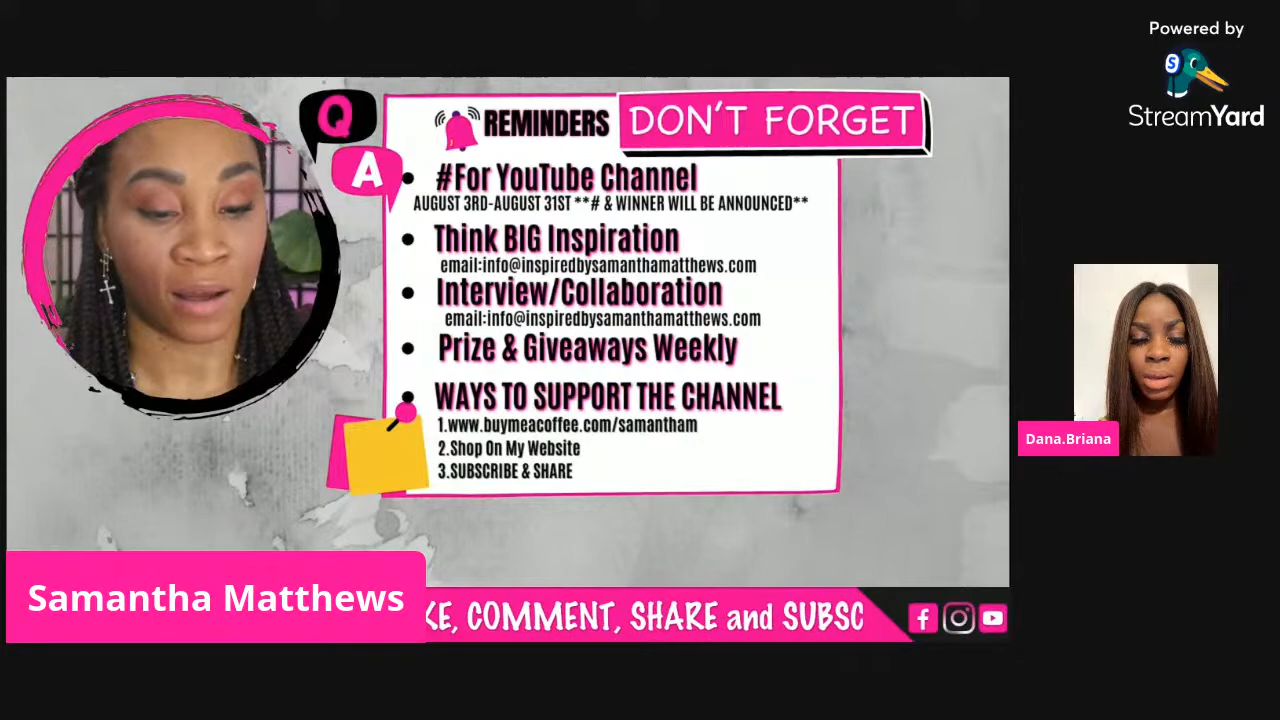 Powered by
StreamYard
Q
A
REMINDERS
DON'T FORGET
#For YouTube Channel
AUGUST 3RD-AUGUST 31ST **# & WINNER WILL BE ANNOUNCED**
Think BIG Inspiration
email:info@inspiredbysamanthamatthews.com
Interview/Collaboration
email:info@inspiredbysamanthamatthews.com
Prize & Giveaways Weekly
WAYS TO SUPPORT THE CHANNEL
1.www.buymeacoffee.com/samantham
2.Shop On My Website
3.SUBSCRIBE & SHARE
Dana.Briana
Samantha Matthews
KE, COMMENT, SHARE and SUBSC